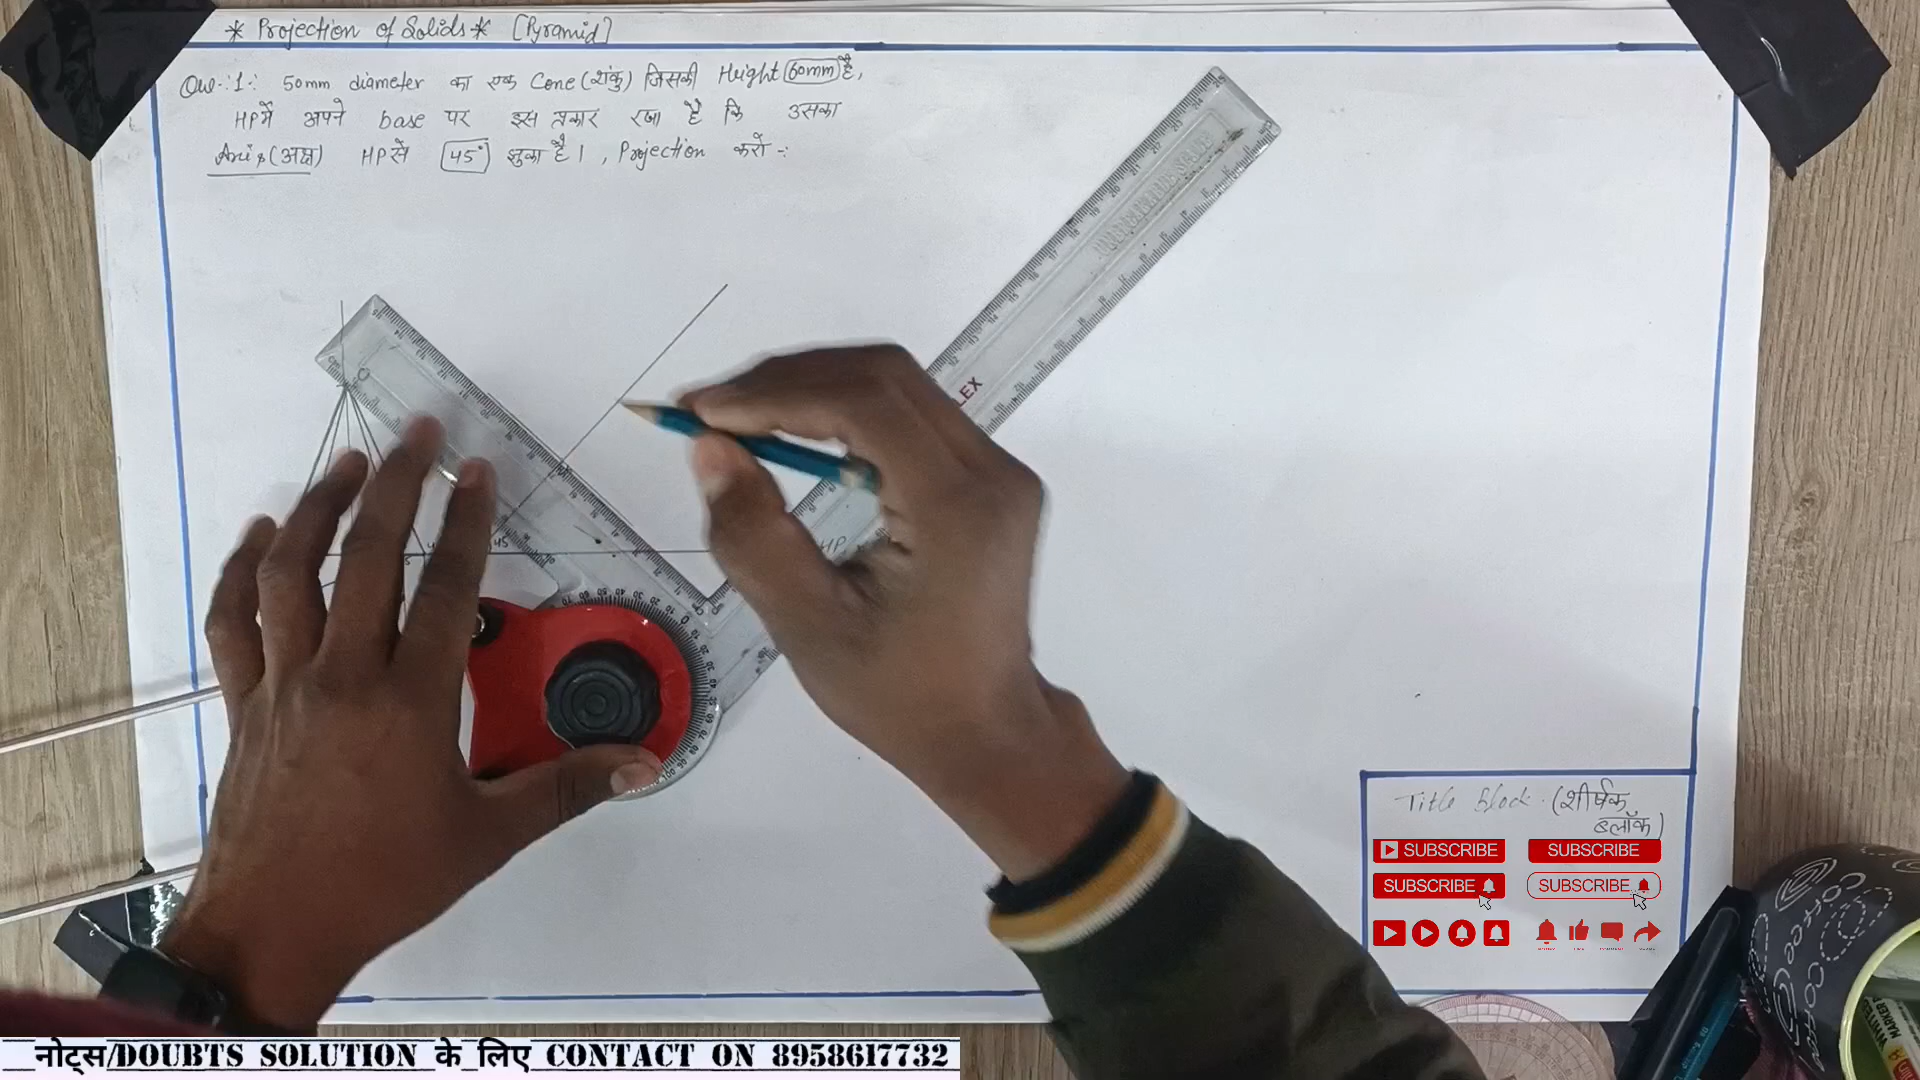 * Projection of Solids * [Pyramid]
Que:-1:- 50mm diameter का एक Cone (शंकु) जिसकी Height 60mm है,
HP में अपने base पर इस प्रकार रखा है कि उसका
Axis (अक्ष) HP से 45° झुका है। , Projection करो -:
LEX
45
HP
Title Block. (शीर्षक
ब्लॉक)
SUBSCRIBE SUBSCRIBE
SUBSCRIBE SUBSCRIBE
नोट्स/DOUBTS SOLUTION के लिए CONTACT ON 8958617732